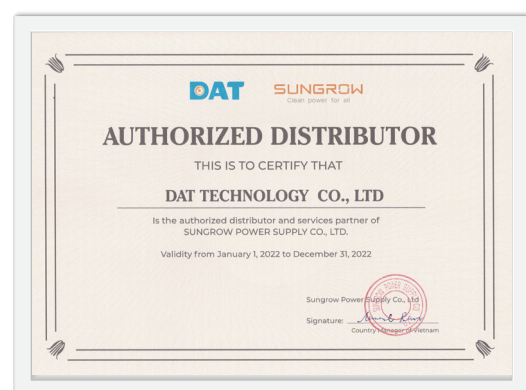 DAT SUNGROW
Clean power for all
AUTHORIZED DISTRIBUTOR
THIS IS TO CERTIFY THAT
DAT TECHNOLOGY CO., LTD
Is the authorized distributor and services partner of
SUNGROW POWER SUPPLY CO., LTD.
Validity from January 1, 2022 to December 31, 2022
Sungrow Power Supply Co., Ltd
Signature:
Country Manager of Vietnam